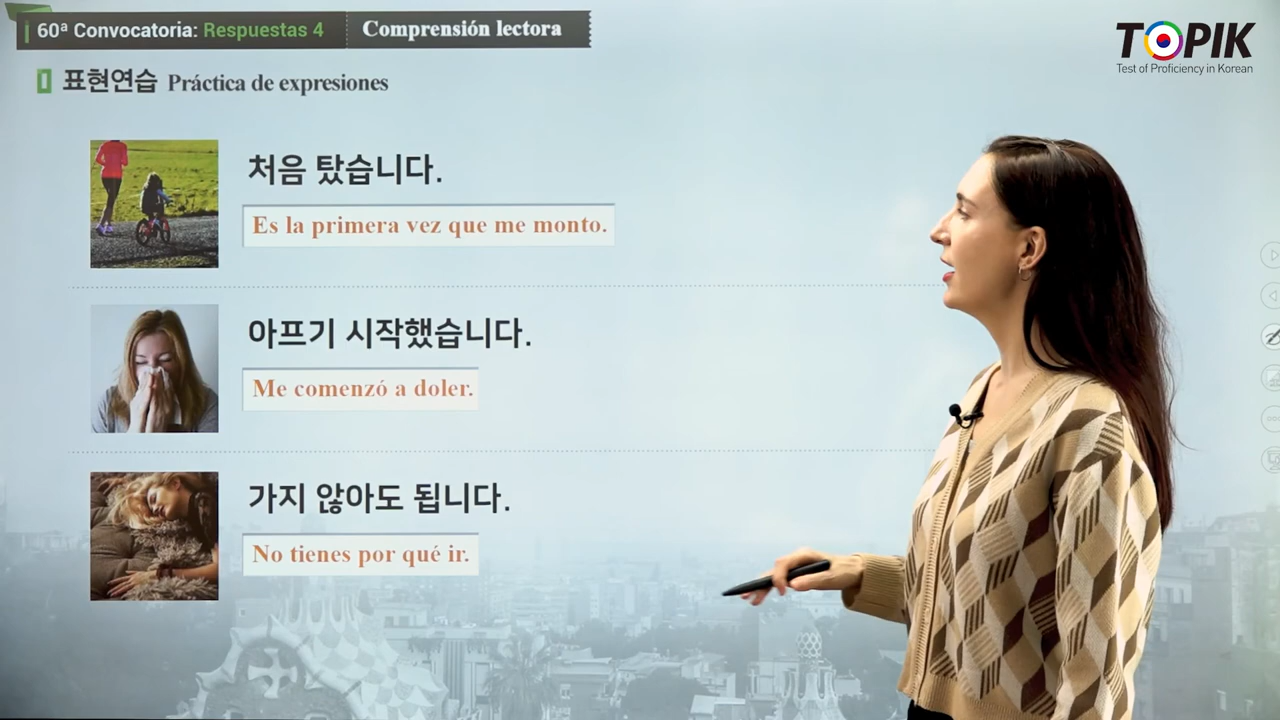 60ª Convocatoria: Respuestas 4
Comprensión lectora
TOPIK
Test of Proficiency in Korean
표현연습 Práctica de expresiones
처음 탔습니다.
Es la primera vez que me monto.
아프기 시작했습니다.
Me comenzó a doler.
가지 않아도 됩니다.
No tienes por qué ir.